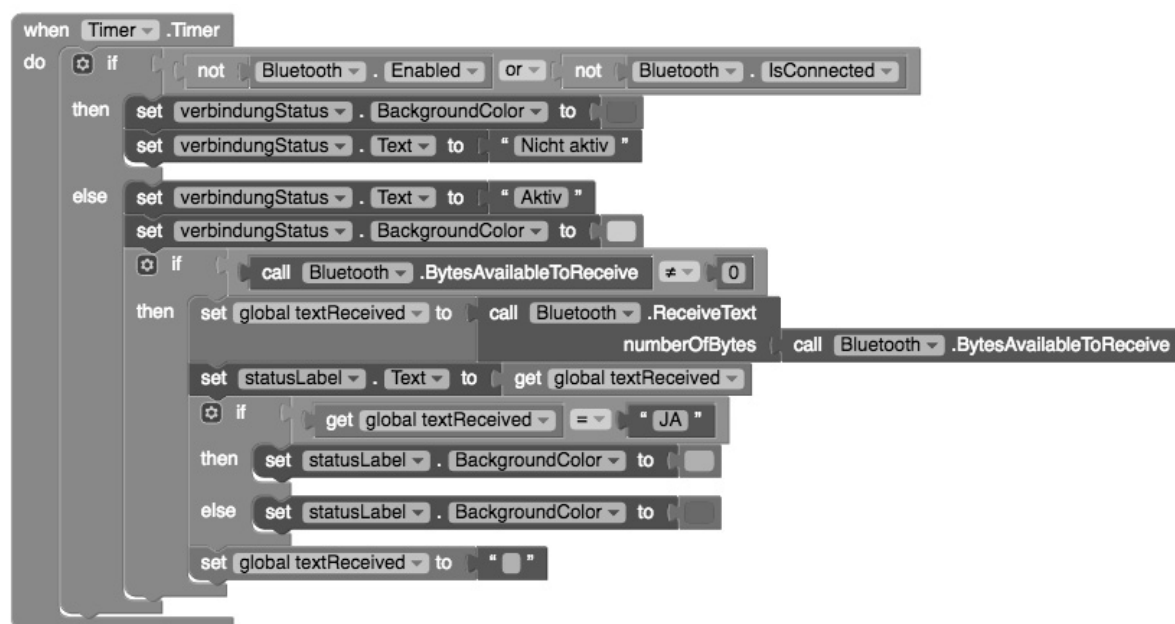 when Timer .Timer
do if not Bluetooth . Enabled or not Bluetooth . IsConnected
then set verbindungStatus . BackgroundColor to
set verbindungStatus . Text to " Nicht aktiv "
else set verbindungStatus . Text to " Aktiv "
set verbindungStatus . BackgroundColor to
if call Bluetooth .BytesAvailableToReceive ≠ 0
then set global textReceived to call Bluetooth .ReceiveText
numberOfBytes call Bluetooth .BytesAvailableToReceive
set statusLabel . Text to get global textReceived
if get global textReceived = " JA "
then set statusLabel . BackgroundColor to
else set statusLabel . BackgroundColor to
set global textReceived to " "